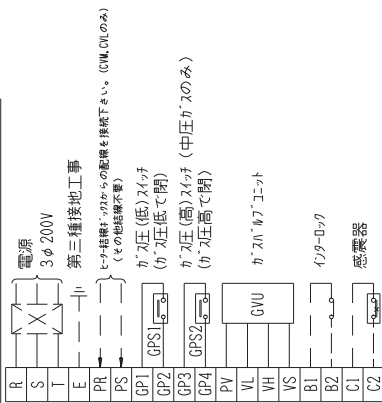 R
S
T
E
PR
PS
GP1
GP2
GP3
GP4
PV
VL
VH
VS
B1
B2
C1
C2
X
GPS1
GPS2
GVU
電源
3φ 200V
第三種接地工事
ヒーター結線ボックスからの配線を接続下さい。(CVM,CVLのみ)
(その他結線不要)
ガス圧(低)スイッチ
(ガス圧低で閉)
ガス圧(高)スイッチ (中圧ガスのみ)
(ガス圧高で閉)
ガスバルブユニット
インターロック
感震器